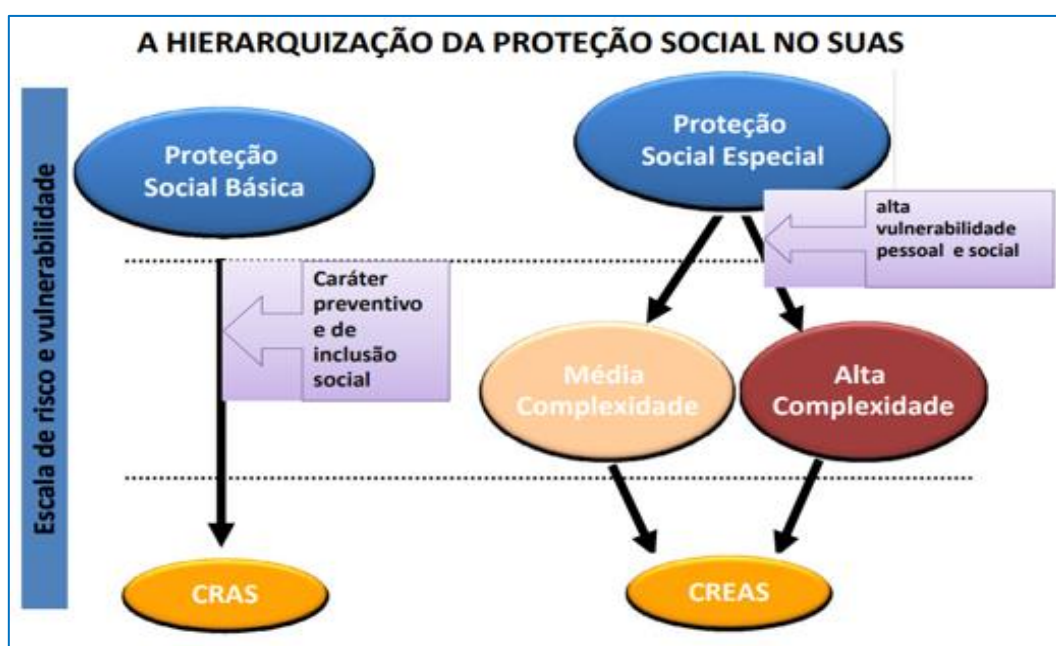 A HIERARQUIZAÇÃO DA PROTEÇÃO SOCIAL NO SUAS
Escala de risco e vulnerabilidade
Proteção
Social Básica
Proteção
Social Especial
alta
vulnerabilidade
pessoal e social
Caráter
preventivo
e de
inclusão
social
Média
Complexidade
Alta
Complexidade
CRAS
CREAS